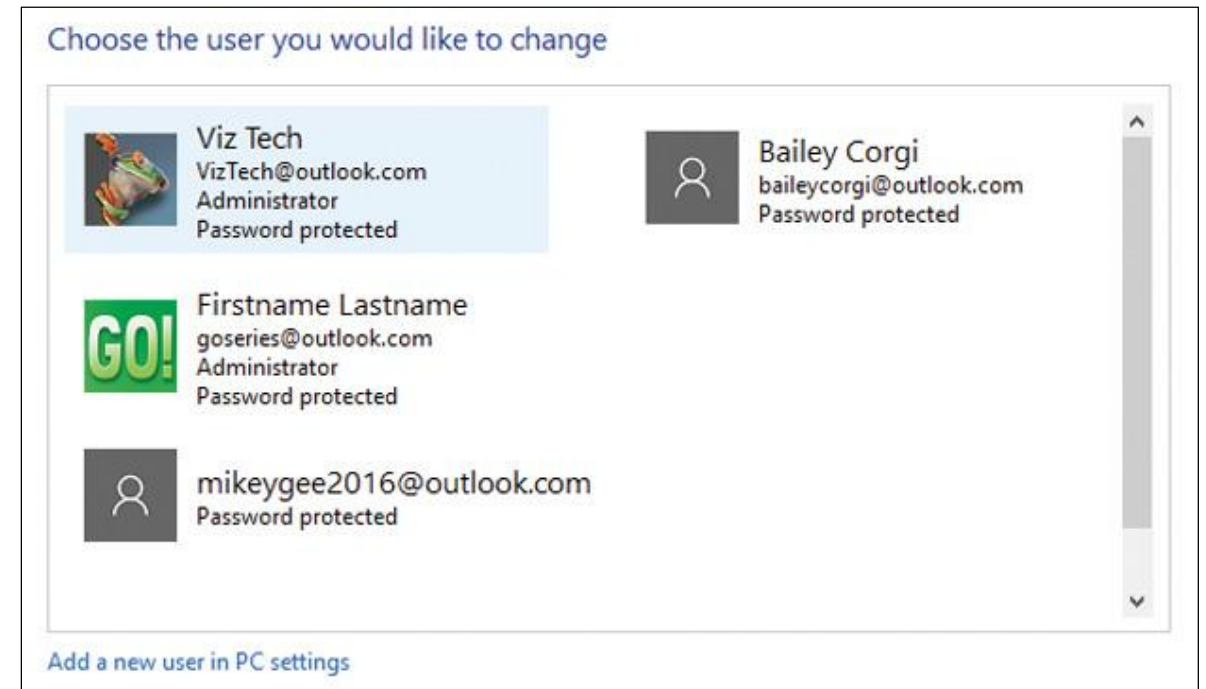 Choose the user you would like to change
Viz Tech
VizTech@outlook.com
Administrator
Password protected
Bailey Corgi
baileycorgi@outlook.com
Password protected
GO!
Firstname Lastname
goseries@outlook.com
Administrator
Password protected
mikeygee2016@outlook.com
Password protected
Add a new user in PC settings